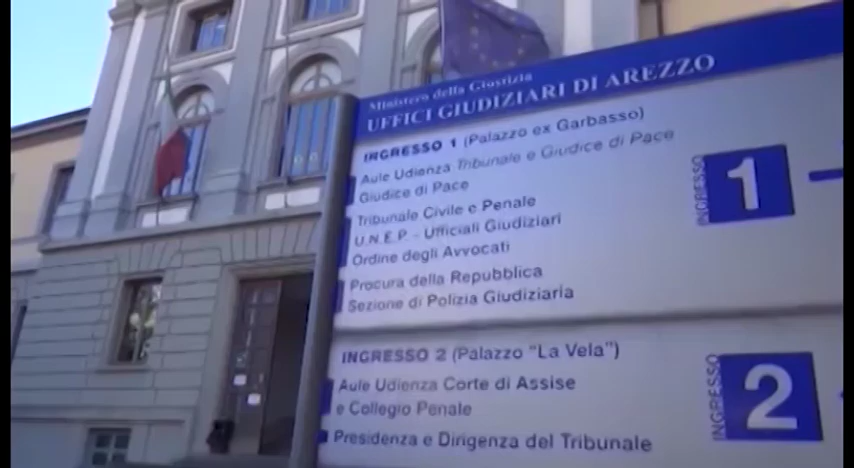 Ministero della Giustizia
UFFICI GIUDIZIARI DI AREZZO
INGRESSO 1 (Palazzo ex Garbasso)
Aule Udienza Tribunale e Giudice di Pace
Giudice di Pace
Tribunale Civile e Penale
U.N.E.P. - Ufficiali Giudiziari
Ordine degli Avvocati
Procura della Repubblica
Sezione di Polizia Giudiziaria
INGRESSO 1
INGRESSO 2 (Palazzo "La Vela")
Aule Udienza Corte di Assise
e Collegio Penale
Presidenza e Dirigenza del Tribunale
INGRESSO 2